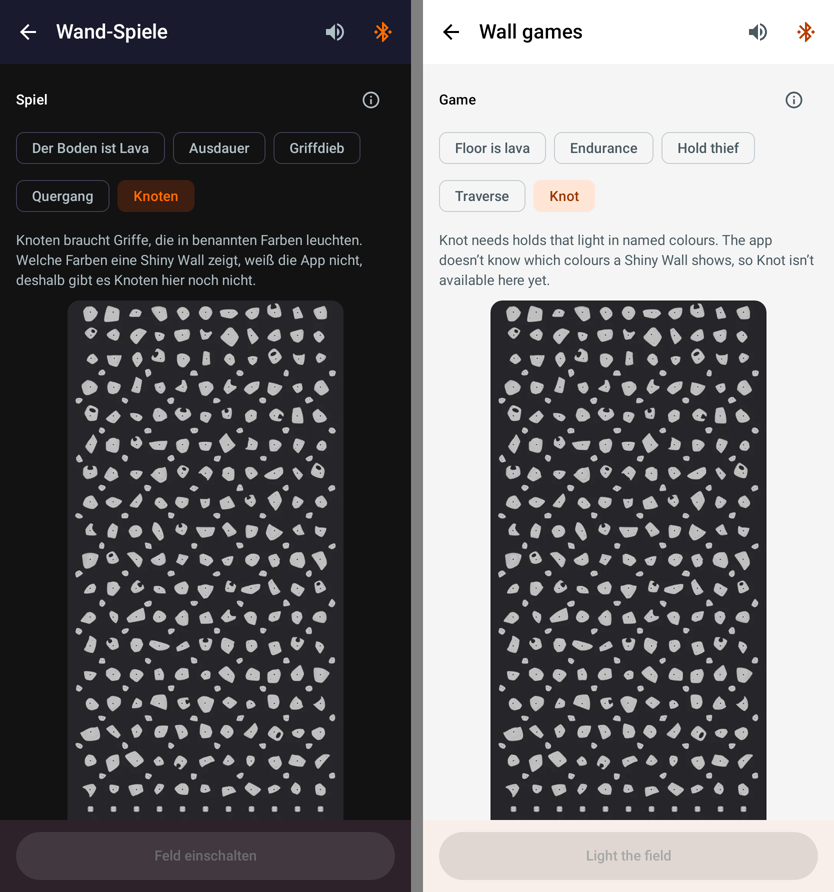 Wand-Spiele
Spiel
Der Boden ist Lava
Ausdauer
Griffdieb
Quergang
Knoten
Knoten braucht Griffe, die in benannten Farben leuchten.
Welche Farben eine Shiny Wall zeigt, weiß die App nicht,
deshalb gibt es Knoten hier noch nicht.
Feld einschalten
Wall games
Game
Floor is lava
Endurance
Hold thief
Traverse
Knot
Knot needs holds that light in named colours. The app
doesn’t know which colours a Shiny Wall shows, so Knot isn’t
available here yet.
Light the field